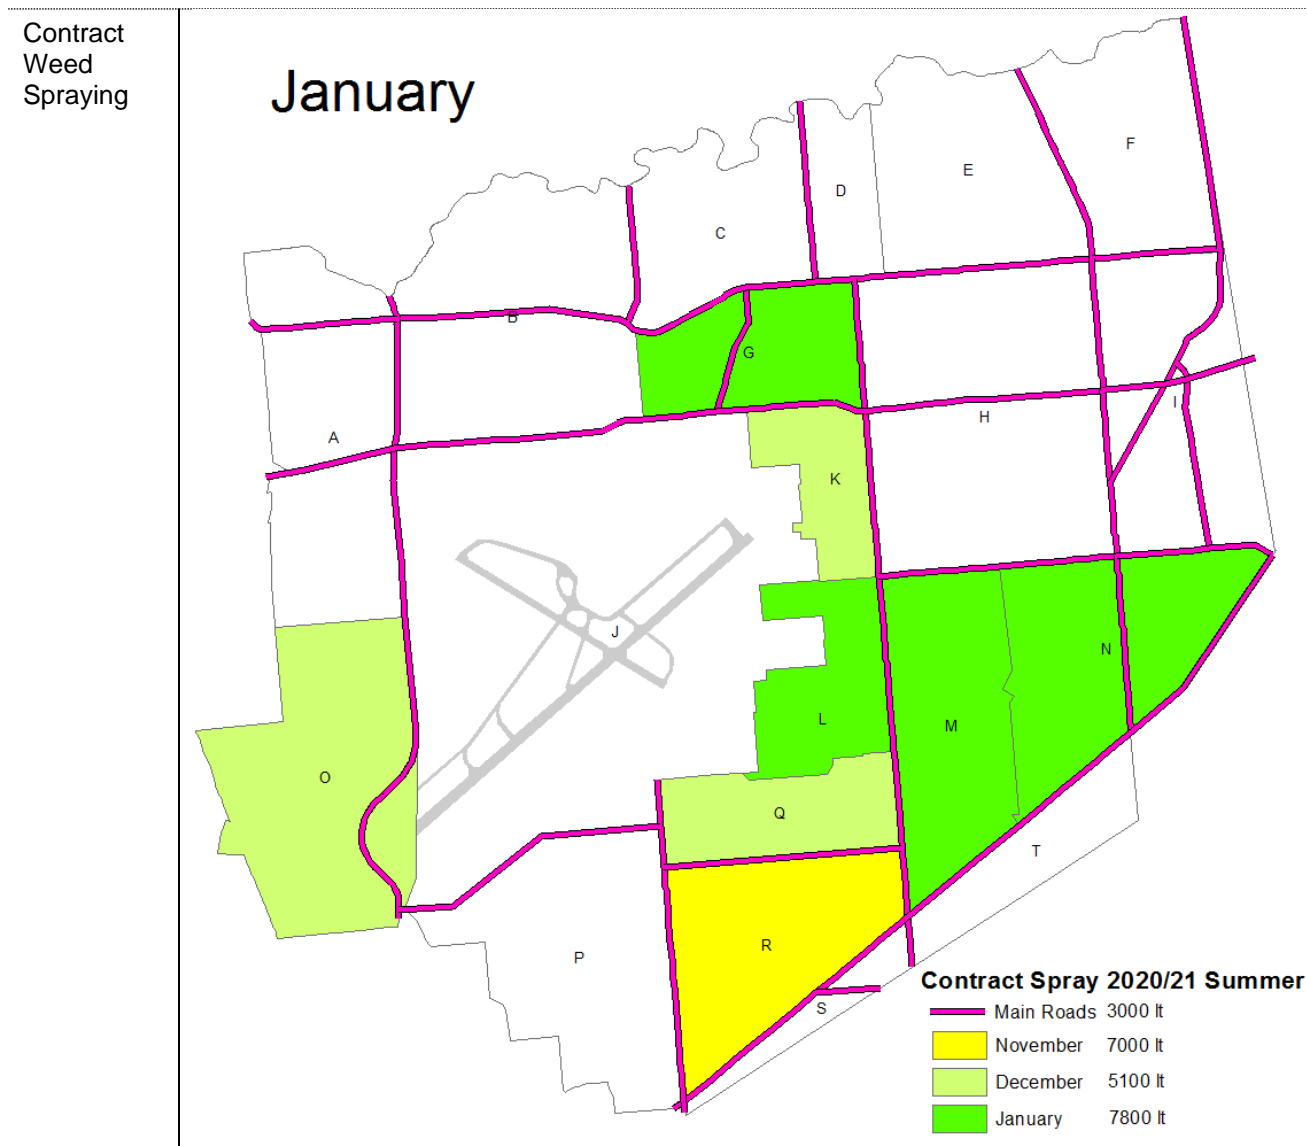 Contract
Weed
Spraying
January
F
E
D
C
B
G
A
H
I
K
J
N
L
M
O
Q
T
R
P
S
Contract Spray 2020/21 Summer
Main Roads 3000 lt
November 7000 lt
December 5100 lt
January 7800 lt